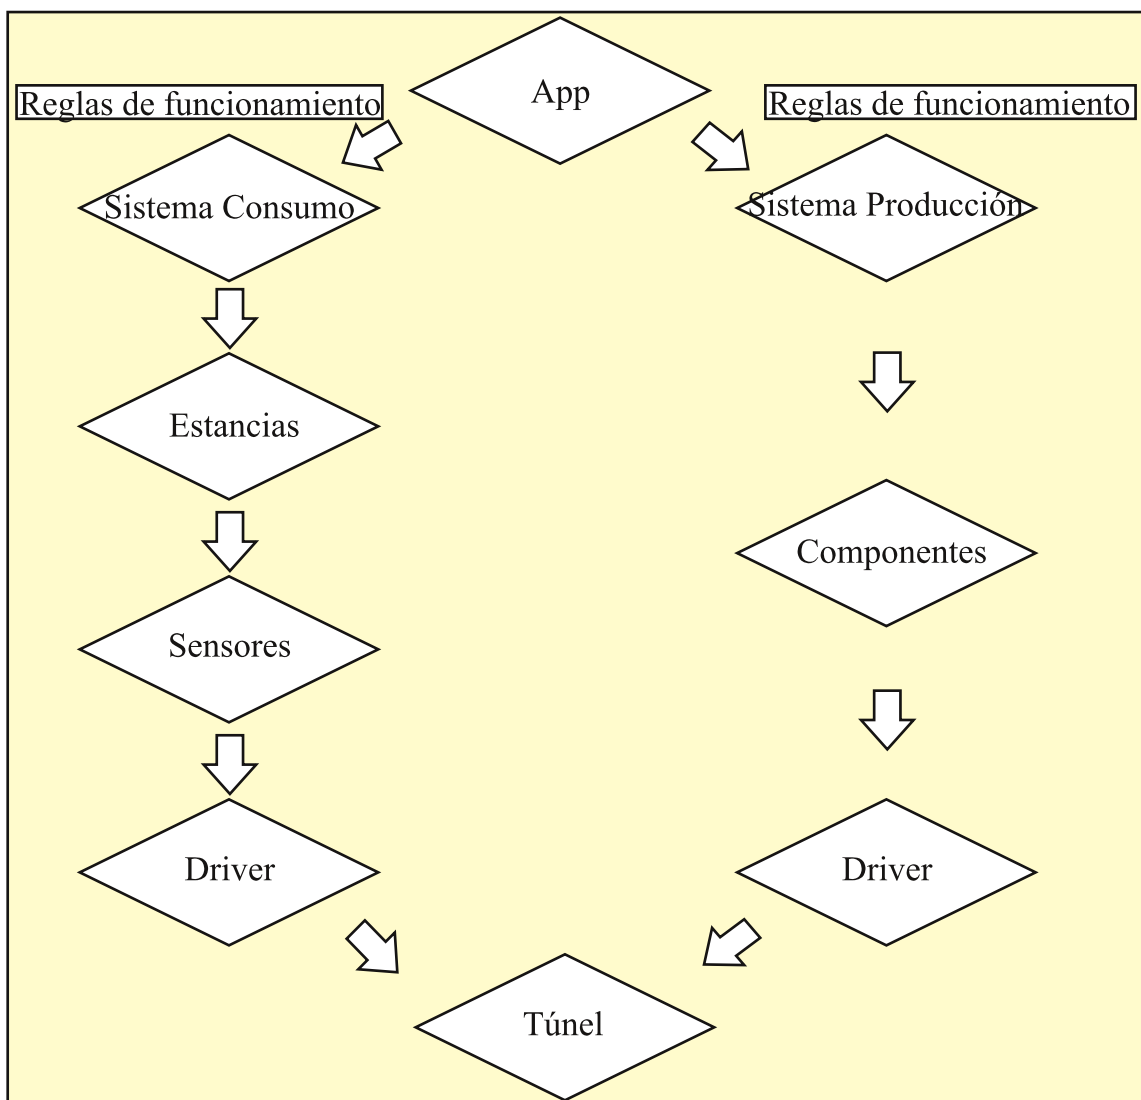 App
Reglas de funcionamiento
Reglas de funcionamiento
Sistema Consumo
Sistema Producción
Estancias
Componentes
Sensores
Driver
Driver
Túnel